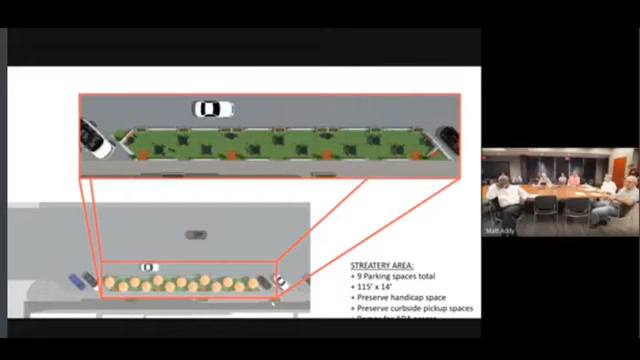 STREATERY AREA:
+ 9 Parking spaces total
+ 115' x 14'
+ Preserve handicap space
+ Preserve curbside pickup spaces
Matt Addy